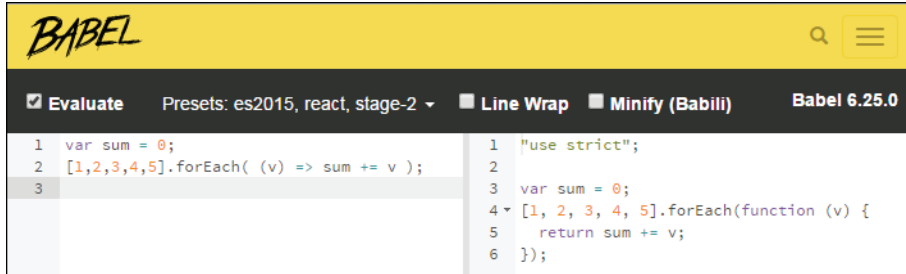 BABEL
Evaluate Presets: es2015, react, stage-2 Line Wrap Minify (Babili) Babel 6.25.0
1 var sum = 0;
2 [1,2,3,4,5].forEach( (v) => sum += v );
3
1 "use strict";
2
3 var sum = 0;
4 [1, 2, 3, 4, 5].forEach(function (v) {
5   return sum += v;
6 });